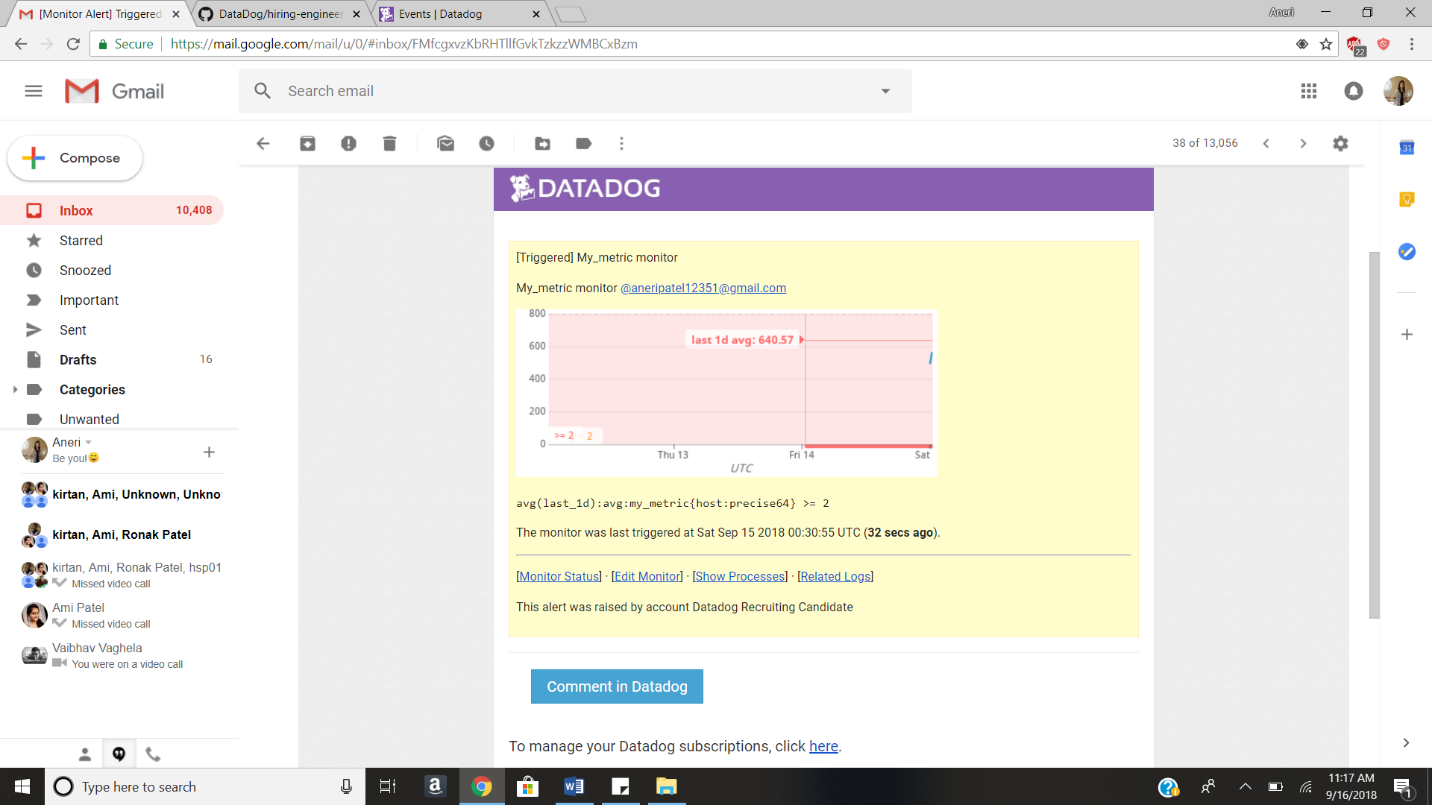 [Monitor Alert] Triggered
DataDog/hiring-engineer
Events | Datadog
Aneri
Secure
https://mail.google.com/mail/u/0/#inbox/FMfcgxvzKbRHTllfGvkTzkzzWMBCxBzm
22
Gmail
Search email
Compose
38 of 13,056
31
Inbox 10,408
Starred
Snoozed
Important
Sent
Drafts 16
Categories
Unwanted
Aneri
Be you!😀
kirtan, Ami, Unknown, Unkno
kirtan, Ami, Ronak Patel
kirtan, Ami, Ronak Patel, hsp01
Missed video call
Ami Patel
Missed video call
Vaibhav Vaghela
You were on a video call
DATADOG
[Triggered] My_metric monitor
My_metric monitor @aneripatel12351@gmail.com
800
600
400
200
0
last 1d avg: 640.57
>= 2 2
Thu 13 Fri 14 Sat
UTC
avg(last_1d):avg:my_metric{host:precise64} >= 2
The monitor was last triggered at Sat Sep 15 2018 00:30:55 UTC (32 secs ago).
[Monitor Status] · [Edit Monitor] · [Show Processes] · [Related Logs]
This alert was raised by account Datadog Recruiting Candidate
Comment in Datadog
To manage your Datadog subscriptions, click here.
Type here to search
11:17 AM
9/16/2018
1